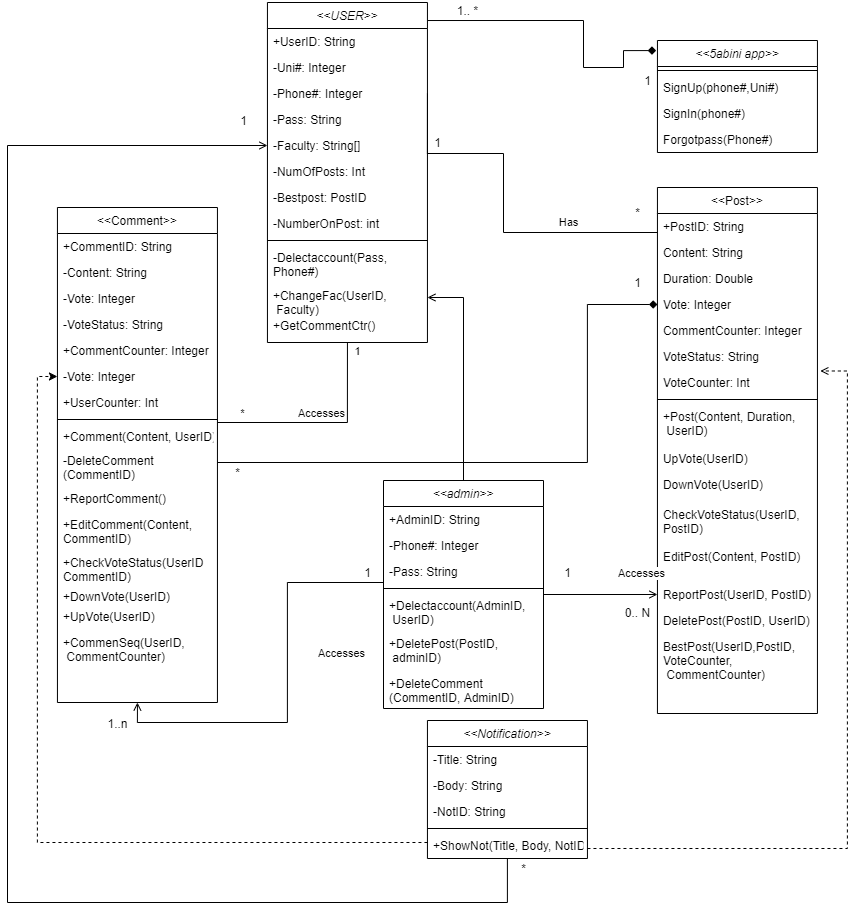 <<USER>>
+UserID: String
-Uni#: Integer
-Phone#: Integer
-Pass: String
-Faculty: String[]
-NumOfPosts: Int
-Bestpost: PostID
-NumberOnPost: int
-Delectaccount(Pass,
Phone#)
+ChangeFac(UserID,
Faculty)
+GetCommentCtr()
1.. *
1
<<5abini app>>
SignUp(phone#,Uni#)
SignIn(phone#)
Forgotpass(Phone#)
1
1
Has
*
<<Post>>
+PostID: String
Content: String
Duration: Double
Vote: Integer
CommentCounter: Integer
VoteStatus: String
VoteCounter: Int
+Post(Content, Duration,
UserID)
UpVote(UserID)
DownVote(UserID)
CheckVoteStatus(UserID,
PostID)
EditPost(Content, PostID)
ReportPost(UserID, PostID)
DeletePost(PostID, UserID)
BestPost(UserID,PostID,
VoteCounter,
CommentCounter)
<<Comment>>
+CommentID: String
-Content: String
-Vote: Integer
-VoteStatus: String
+CommentCounter: Integer
-Vote: Integer
+UserCounter: Int
+Comment(Content, UserID)
-DeleteComment
(CommentID)
+ReportComment()
+EditComment(Content,
CommentID)
+CheckVoteStatus(UserID
CommentID)
+DownVote(UserID)
+UpVote(UserID)
+CommenSeq(UserID,
CommentCounter)
1
*
Accesses
1
*
<<admin>>
+AdminID: String
-Phone#: Integer
-Pass: String
+Delectaccount(AdminID,
UserID)
+DeletePost(PostID,
adminID)
+DeleteComment
(CommentID, AdminID)
1
Accesses
1..n
1
Accesses
0.. N
<<Notification>>
-Title: String
-Body: String
-NotID: String
+ShowNot(Title, Body, NotID
*